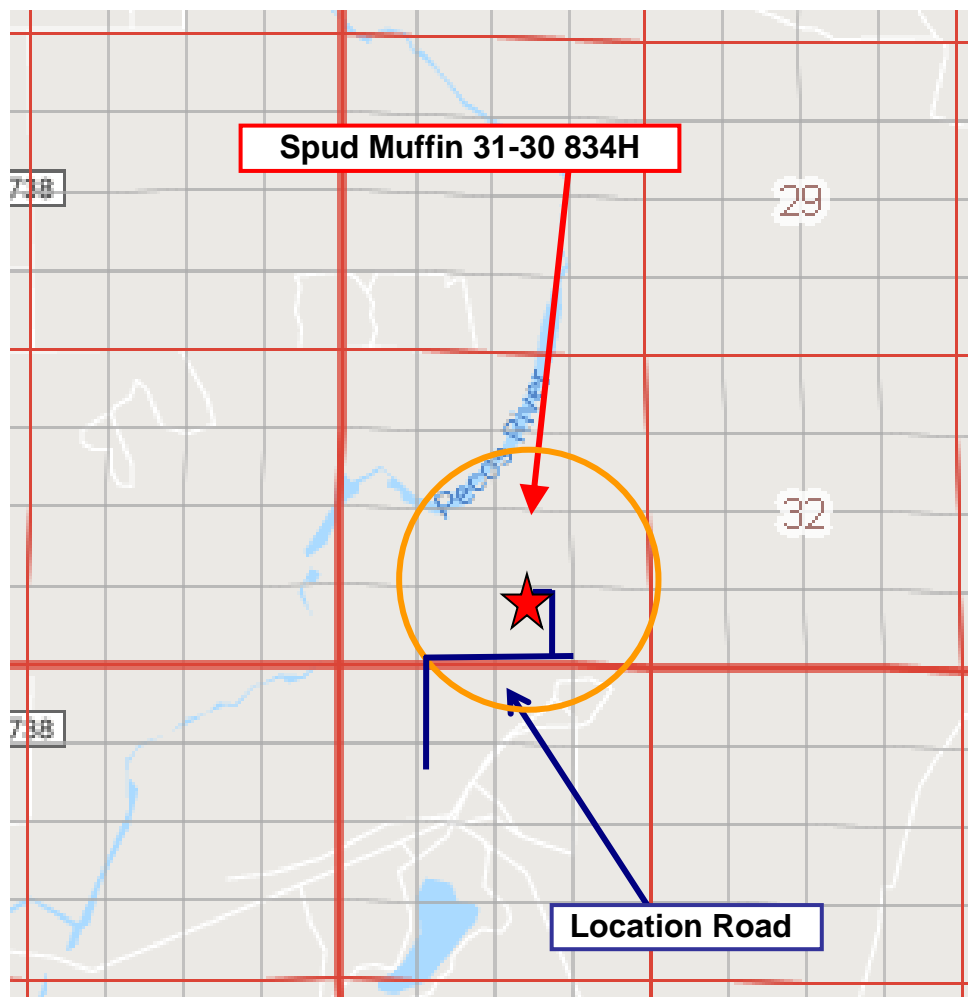 Spud Muffin 31-30 834H
738
29
Pecos River
32
738
Location Road